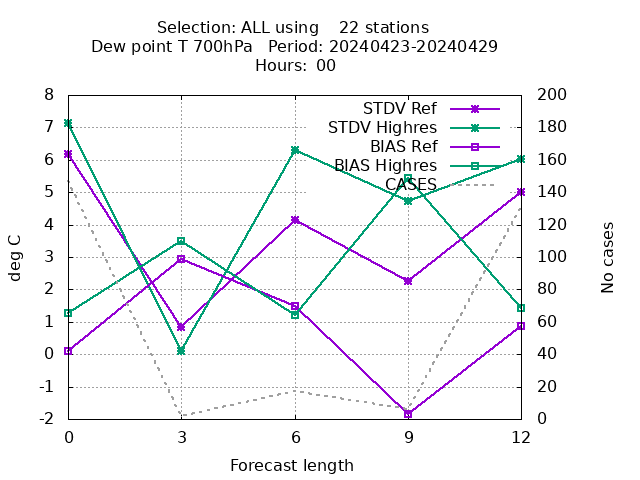 Selection: ALL using    22 stations
Dew point T 700hPa   Period: 20240423-20240429
Hours: 00
8
7
6
5
4
3
2
1
0
-1
-2
deg C
200
180
160
140
120
100
80
60
40
20
0
No cases
STDV Ref
STDV Highres
BIAS Ref
BIAS Highres
CASES
0 3 6 9 12
Forecast length